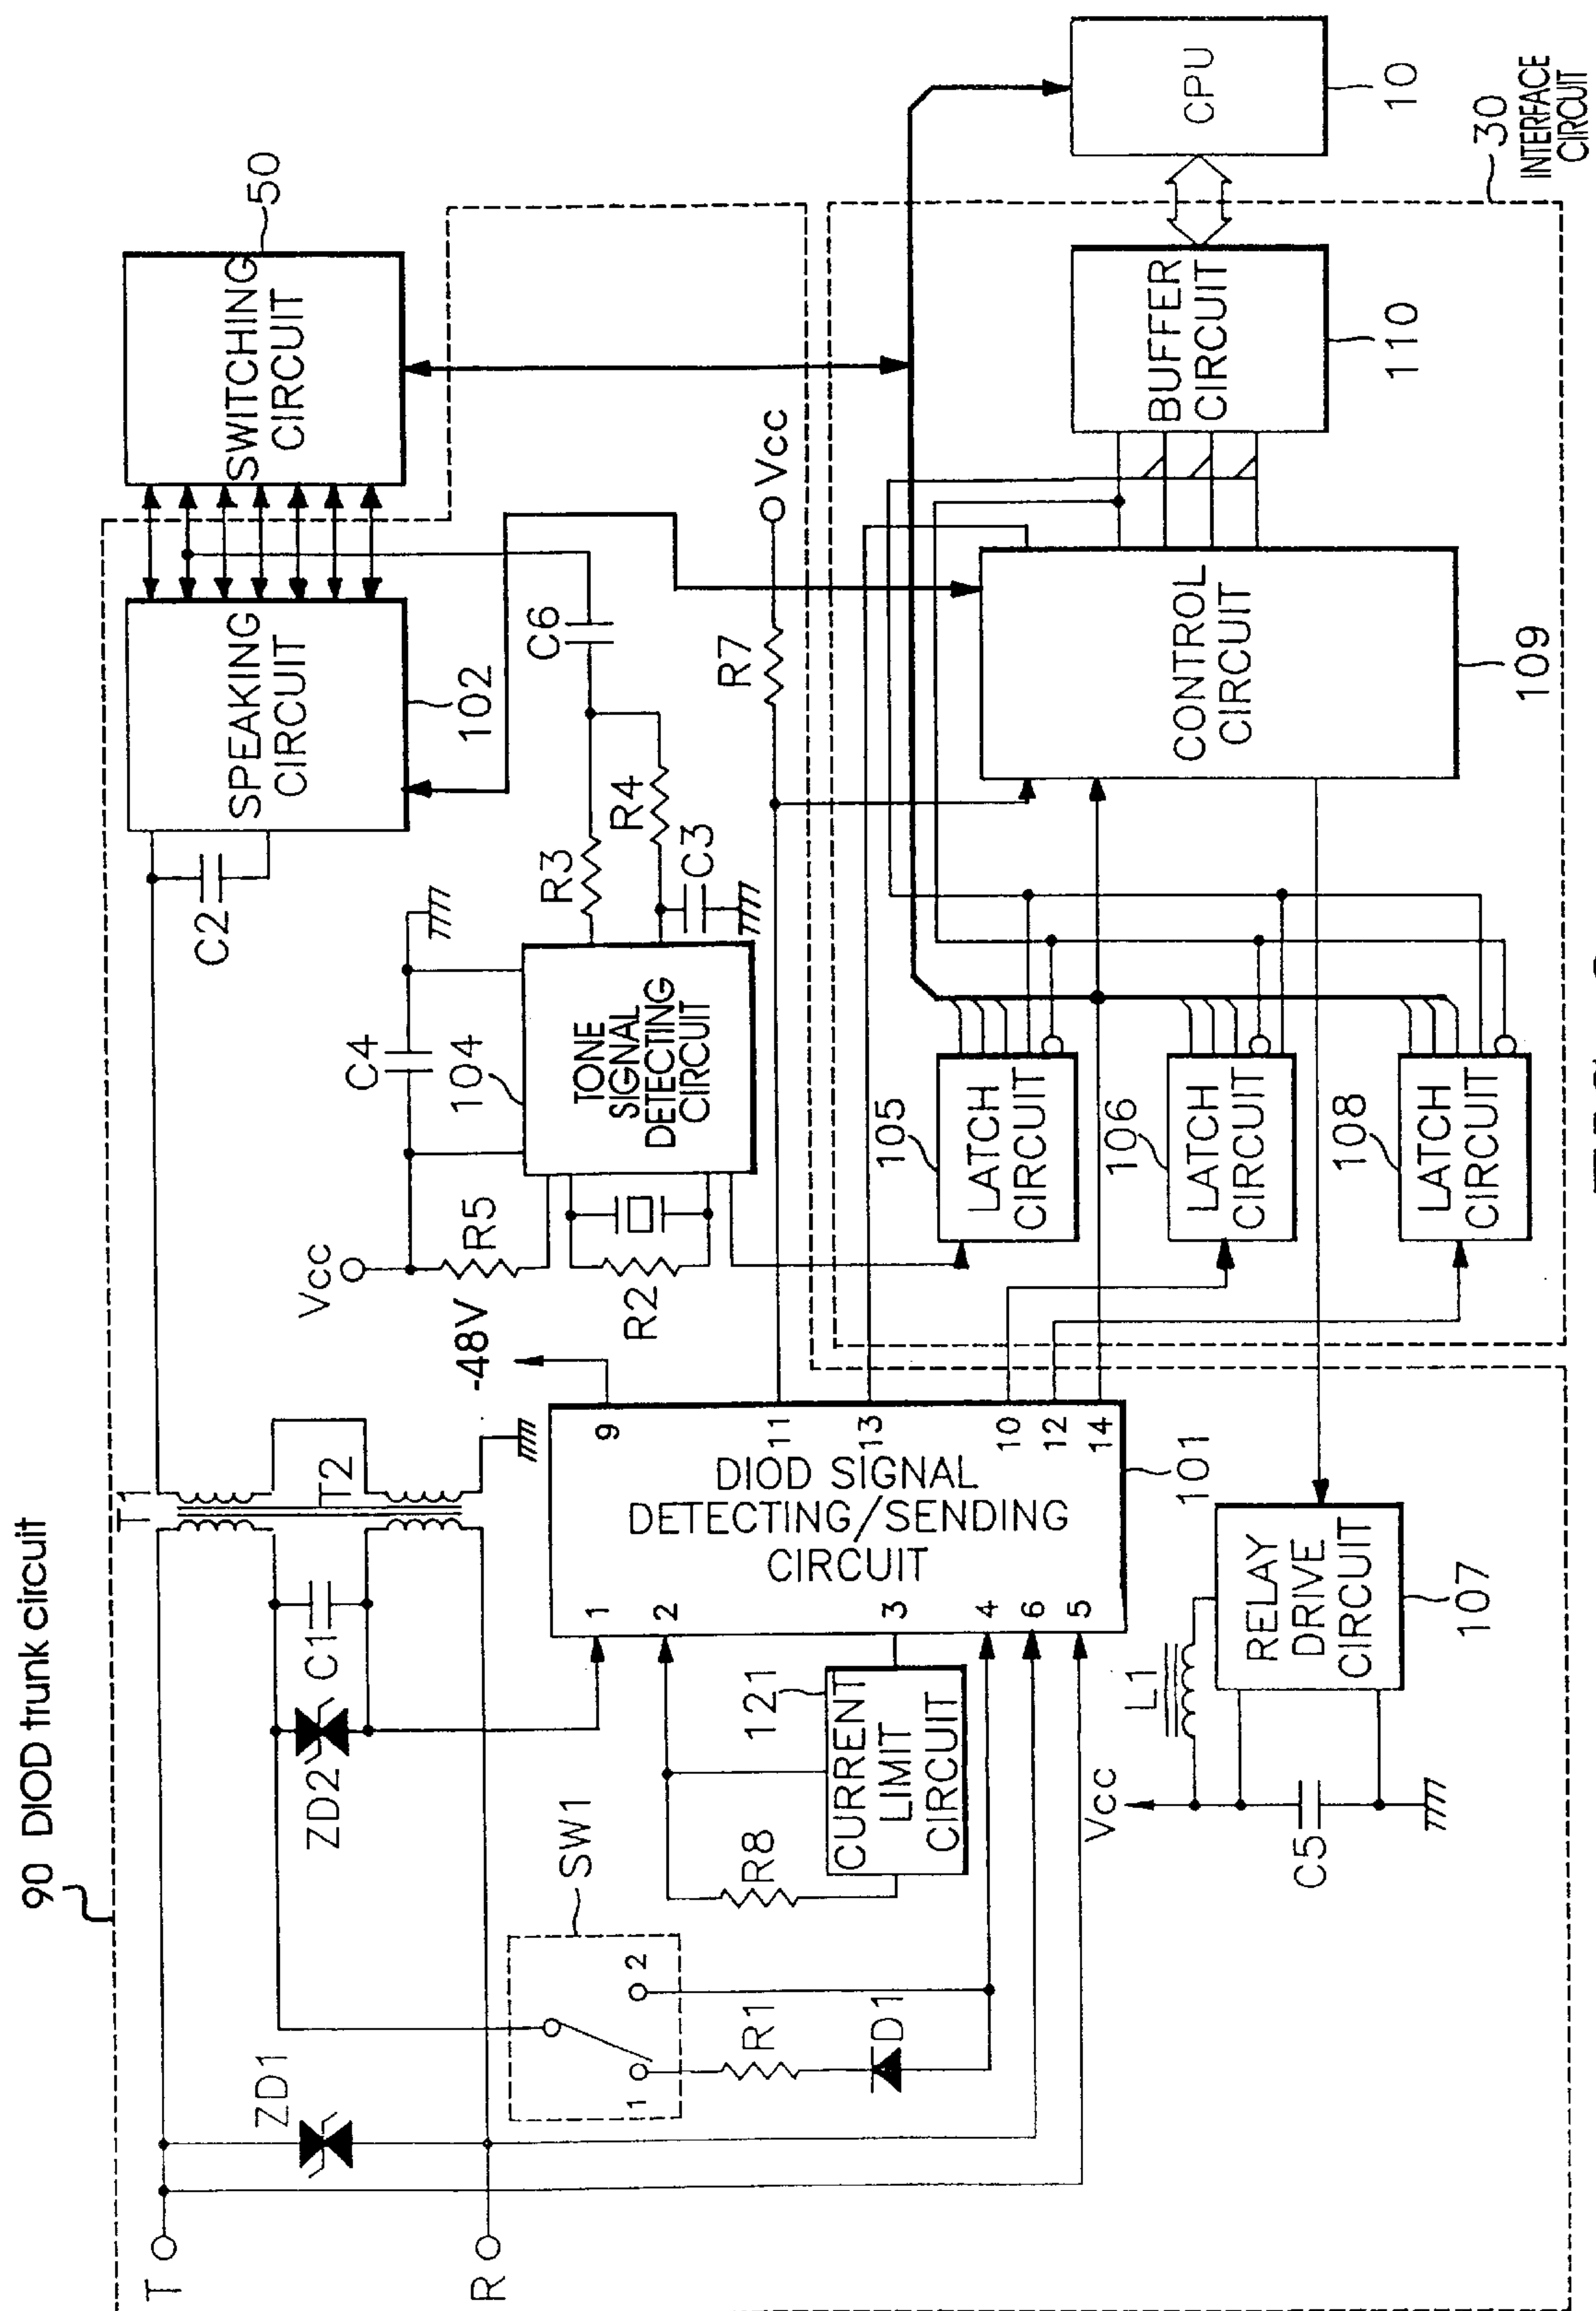 90 DIOD trunk circuit
T
R
ZD1
ZD2
C1
T1
T2
C2
SPEAKING
CIRCUIT
102
SWITCHING
CIRCUIT
50
SW1
1
2
R1
D1
R8
CURRENT
LIMIT
CIRCUIT
121
-48V
DIOD SIGNAL
DETECTING/SENDING
CIRCUIT
101
1
2
3
4
6
5
9
11
13
10
12
14
Vcc
R5
R2
C4
104
TONE
SIGNAL
DETECTING
CIRCUIT
R3
R4
C3
C6
R7
Vcc
Vcc
C5
L1
RELAY
DRIVE
CIRCUIT
107
LATCH
CIRCUIT
105
LATCH
CIRCUIT
106
LATCH
CIRCUIT
108
CONTROL
CIRCUIT
109
BUFFER
CIRCUIT
110
CPU
10
30
INTERFACE
CIRCUIT